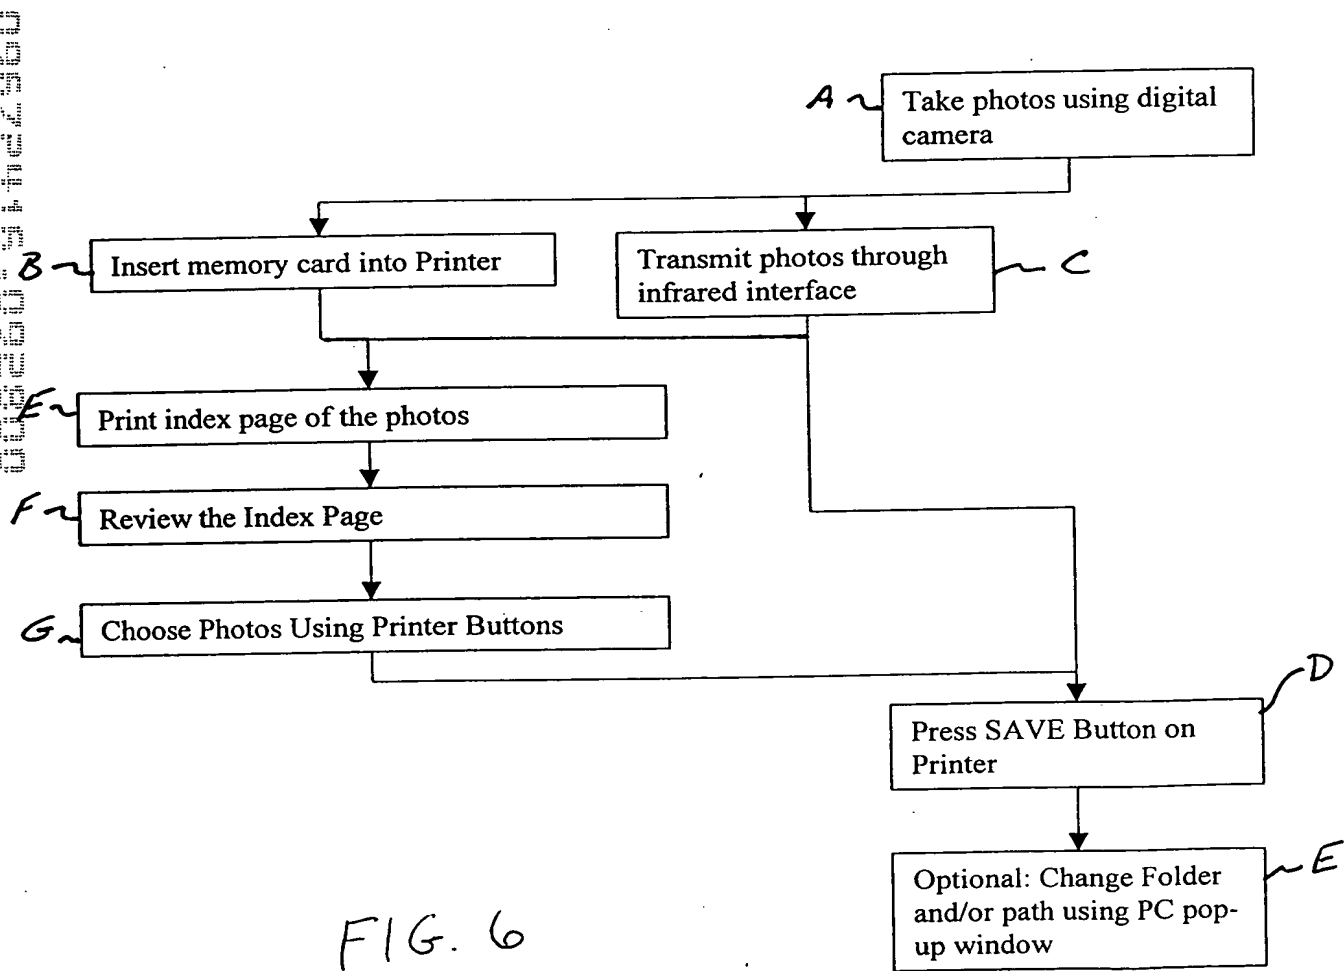 A
Take photos using digital
camera
B
Insert memory card into Printer
Transmit photos through
infrared interface
C
E
Print index page of the photos
F
Review the Index Page
G
Choose Photos Using Printer Buttons
D
Press SAVE Button on
Printer
E
Optional: Change Folder
and/or path using PC pop-
up window
FIG. 6